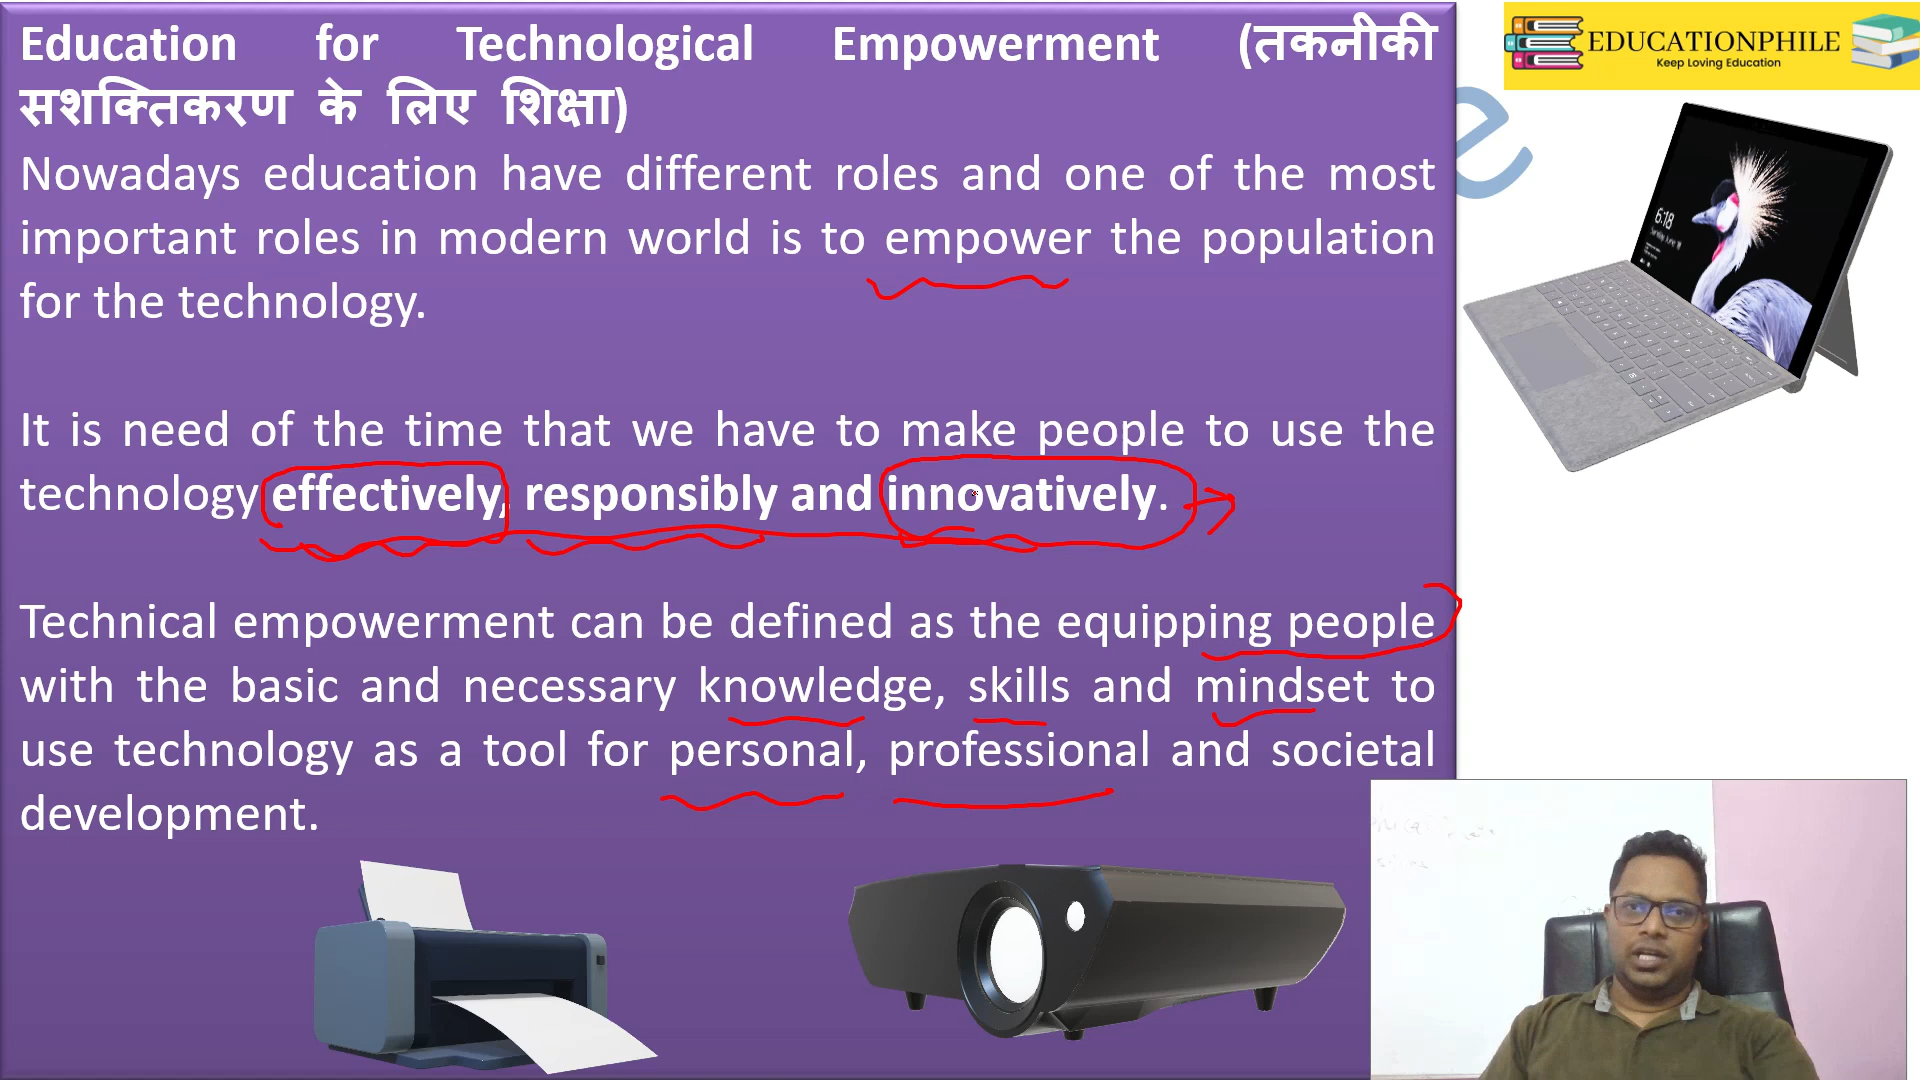 Education for Technological Empowerment (तकनीकी
सशक्तिकरण के लिए शिक्षा)
Nowadays education have different roles and one of the most
important roles in modern world is to empower the population
for the technology.
It is need of the time that we have to make people to use the
technology effectively, responsibly and innovatively.
Technical empowerment can be defined as the equipping people
with the basic and necessary knowledge, skills and mindset to
use technology as a tool for personal, professional and societal
development.
EDUCATIONPHILE
Keep Loving Education
e
6:18